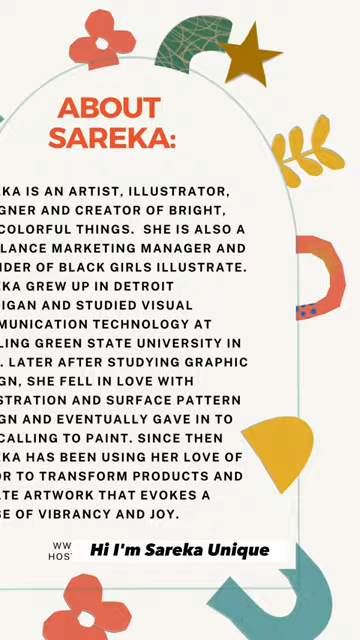 ABOUT
SAREKA:
KA IS AN ARTIST, ILLUSTRATOR,
GNER AND CREATOR OF BRIGHT,
COLORFUL THINGS. SHE IS ALSO A
LANCE MARKETING MANAGER AND
DER OF BLACK GIRLS ILLUSTRATE.
KA GREW UP IN DETROIT
IGAN AND STUDIED VISUAL
MUNICATION TECHNOLOGY AT
LING GREEN STATE UNIVERSITY IN
. LATER AFTER STUDYING GRAPHIC
GN, SHE FELL IN LOVE WITH
STRATION AND SURFACE PATTERN
GN AND EVENTUALLY GAVE IN TO
CALLING TO PAINT. SINCE THEN
KA HAS BEEN USING HER LOVE OF
OR TO TRANSFORM PRODUCTS AND
TE ARTWORK THAT EVOKES A
E OF VIBRANCY AND JOY.
WW
HOS
Hi I'm Sareka Unique